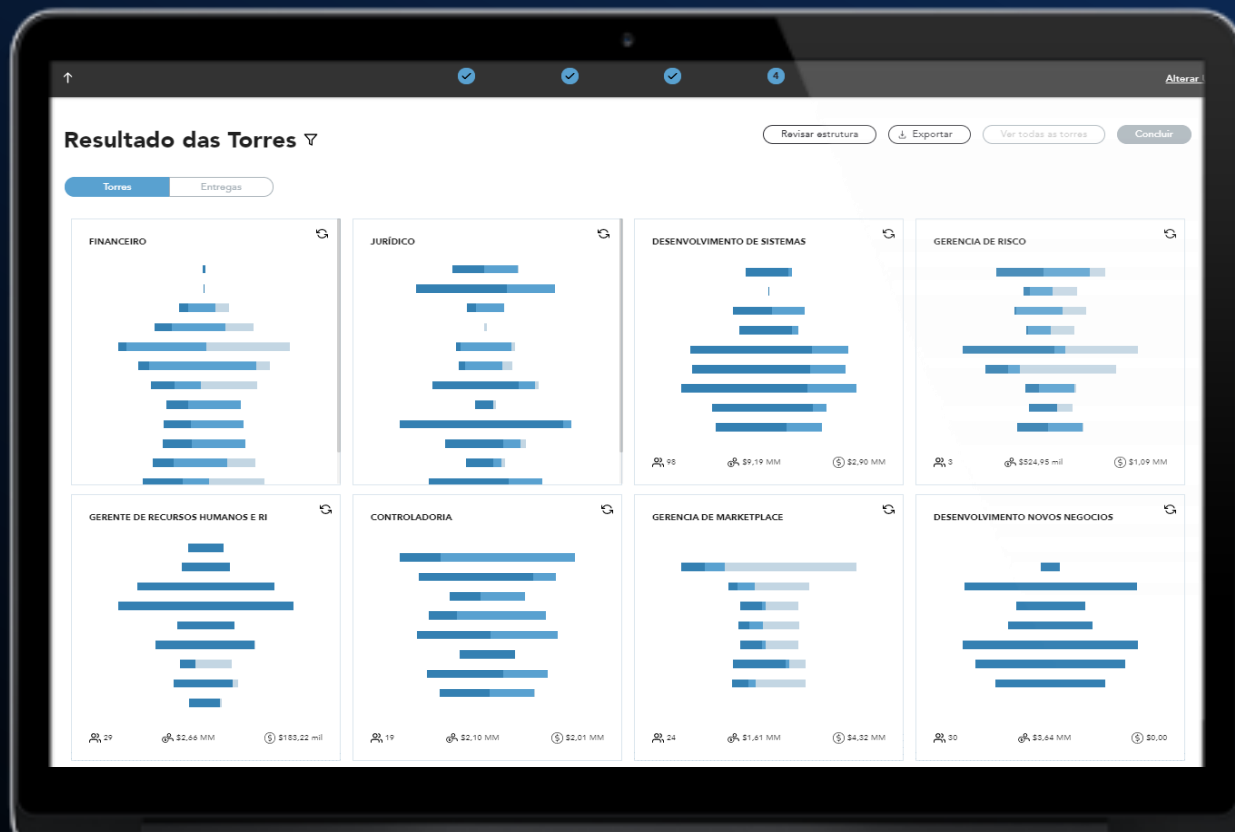 4
Alterar
Resultado das Torres
Revisar estrutura
Exportar
Ver todas as torres
Concluir
Torres
Entregas
FINANCEIRO
JURÍDICO
DESENVOLVIMENTO DE SISTEMAS
GERENCIA DE RISCO
98 $9,19 MM $2,90 MM
3 $524,95 mil $1,09 MM
GERENTE DE RECURSOS HUMANOS E RI
CONTROLADORIA
GERENCIA DE MARKETPLACE
DESENVOLVIMENTO NOVOS NEGOCIOS
29 $2,66 MM $183,22 mil
19 $2,10 MM $2,01 MM
24 $1,61 MM $4,32 MM
30 $3,64 MM $0,00